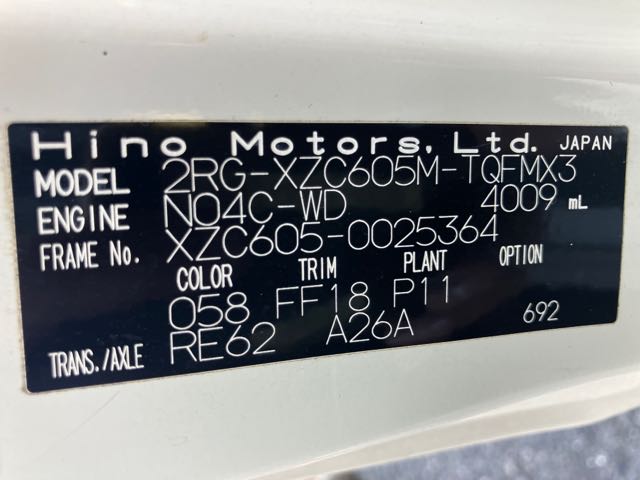 Hino Motors, Ltd. JAPAN
MODEL 2RG-XZC605M-TQFMX3
ENGINE N04C-WD 4009 mL
FRAME No. XZC605-0025364
COLOR TRIM PLANT OPTION
058 FF18 P11
TRANS./AXLE RE62 A26A 692